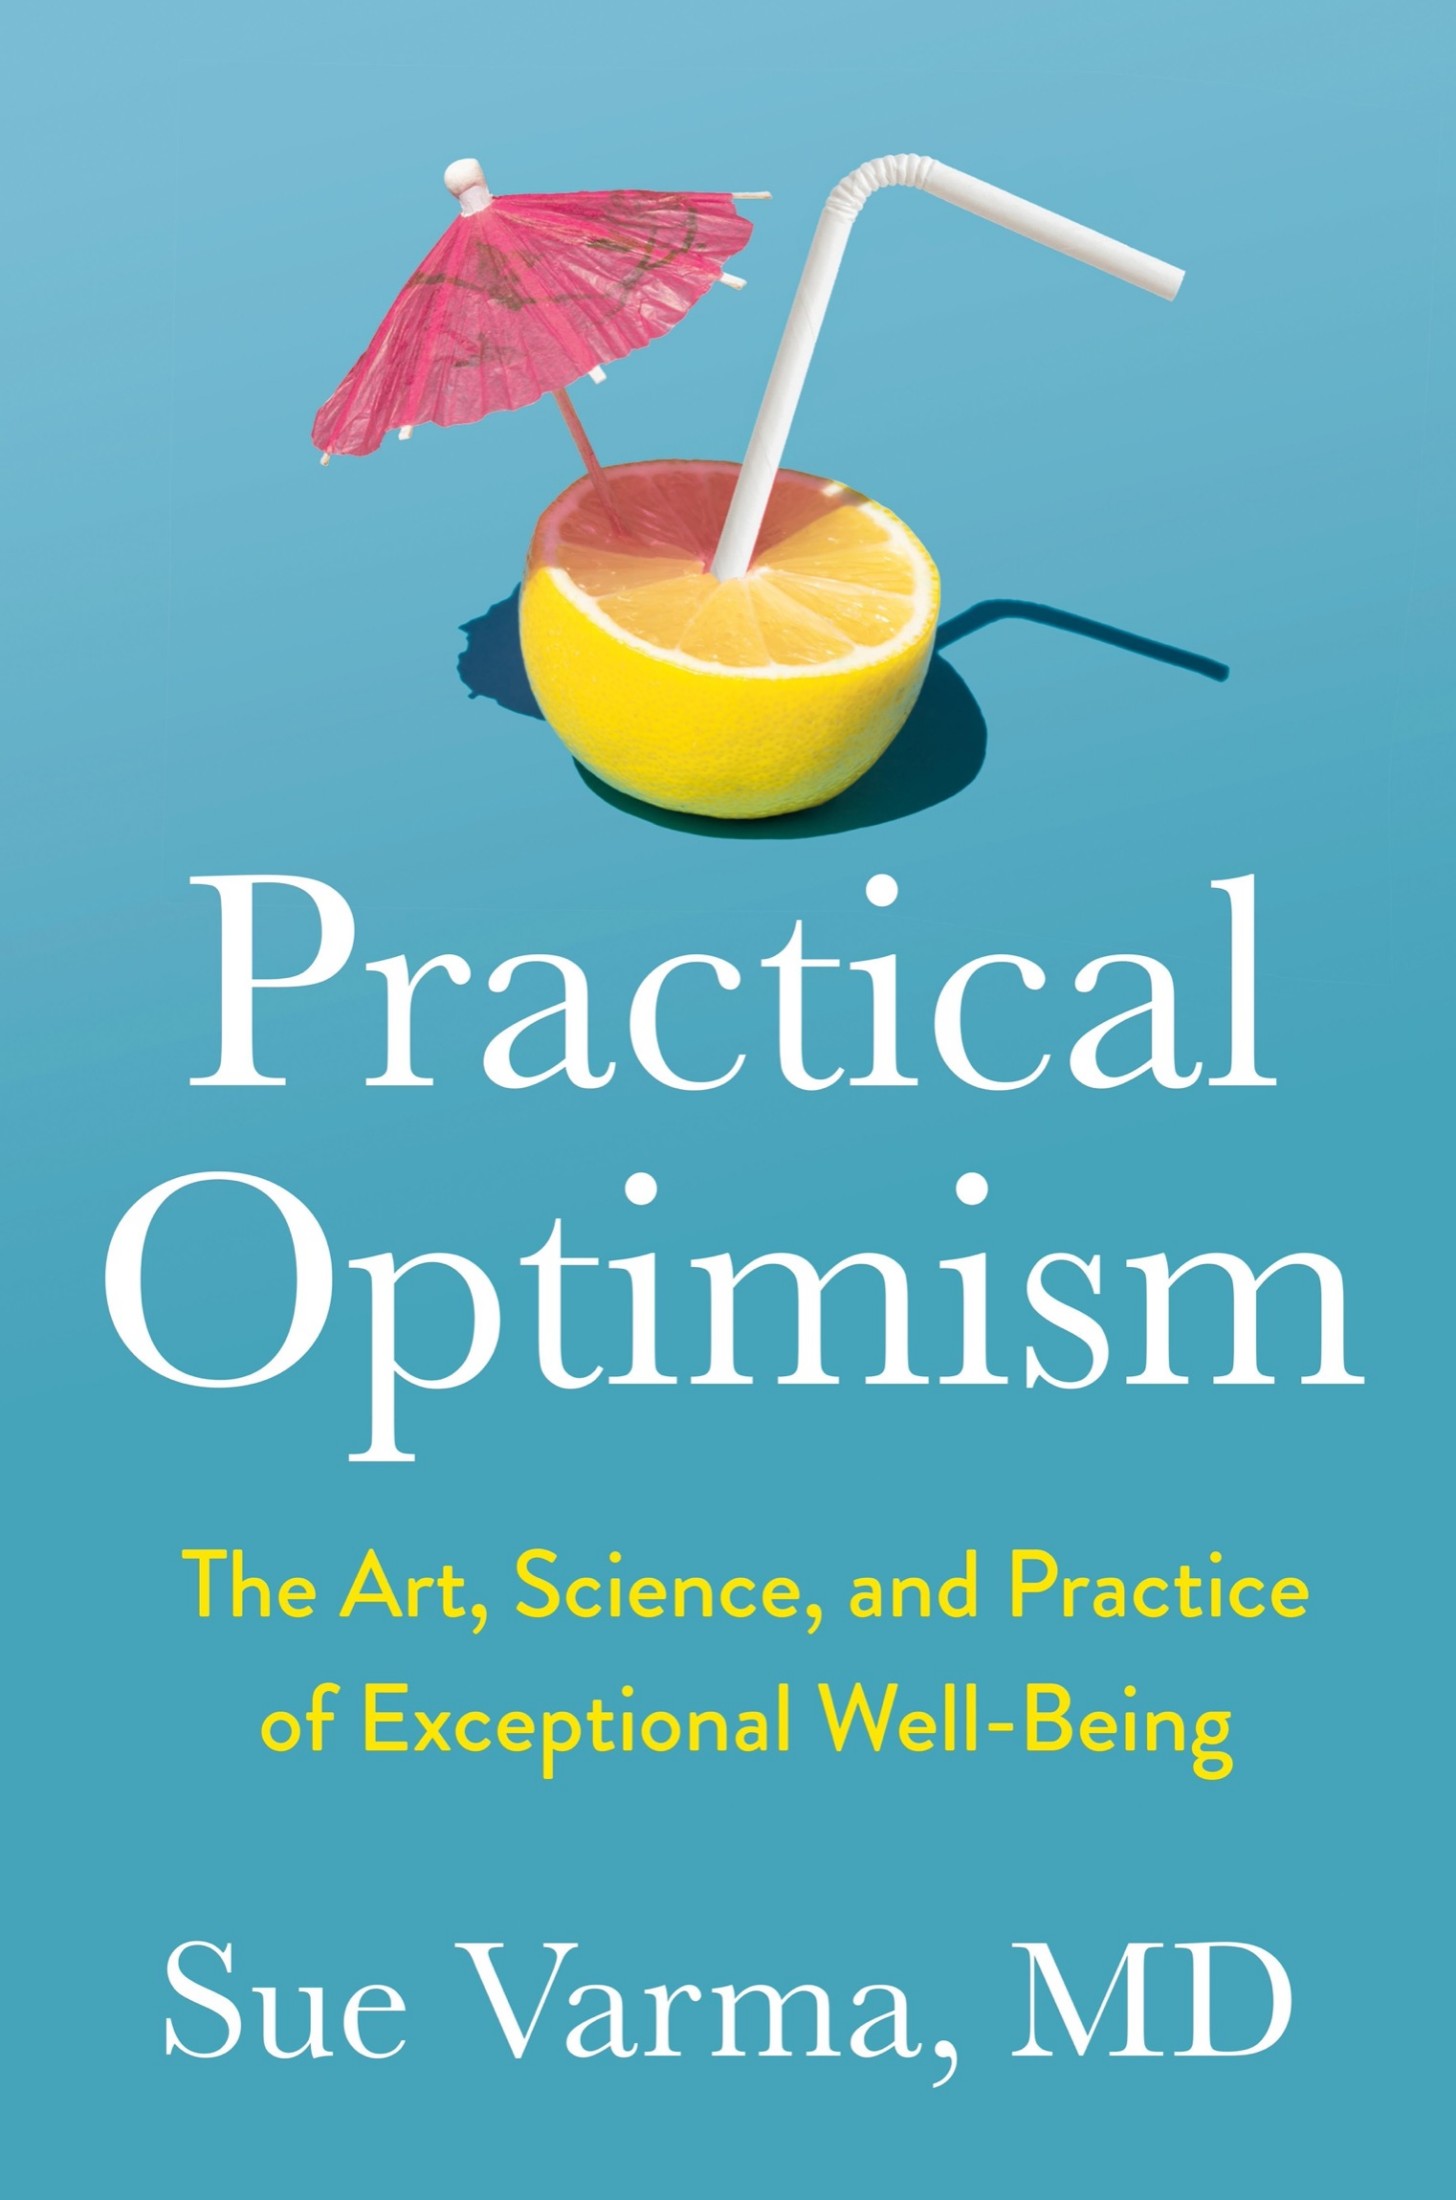 Practical
Optimism
The Art, Science, and Practice
of Exceptional Well-Being
Sue Varma, MD